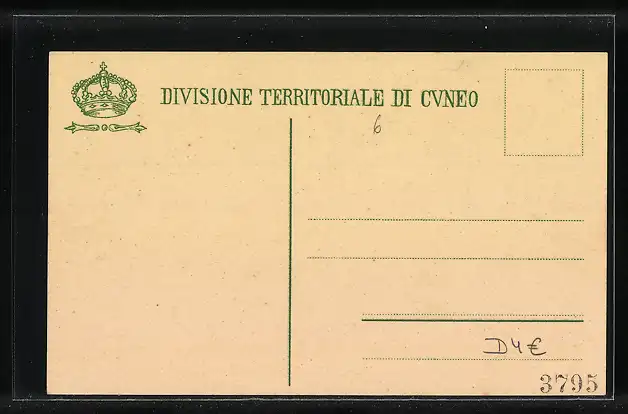 DIVISIONE TERRITORIALE DI CVNEO
6
D4€
3795